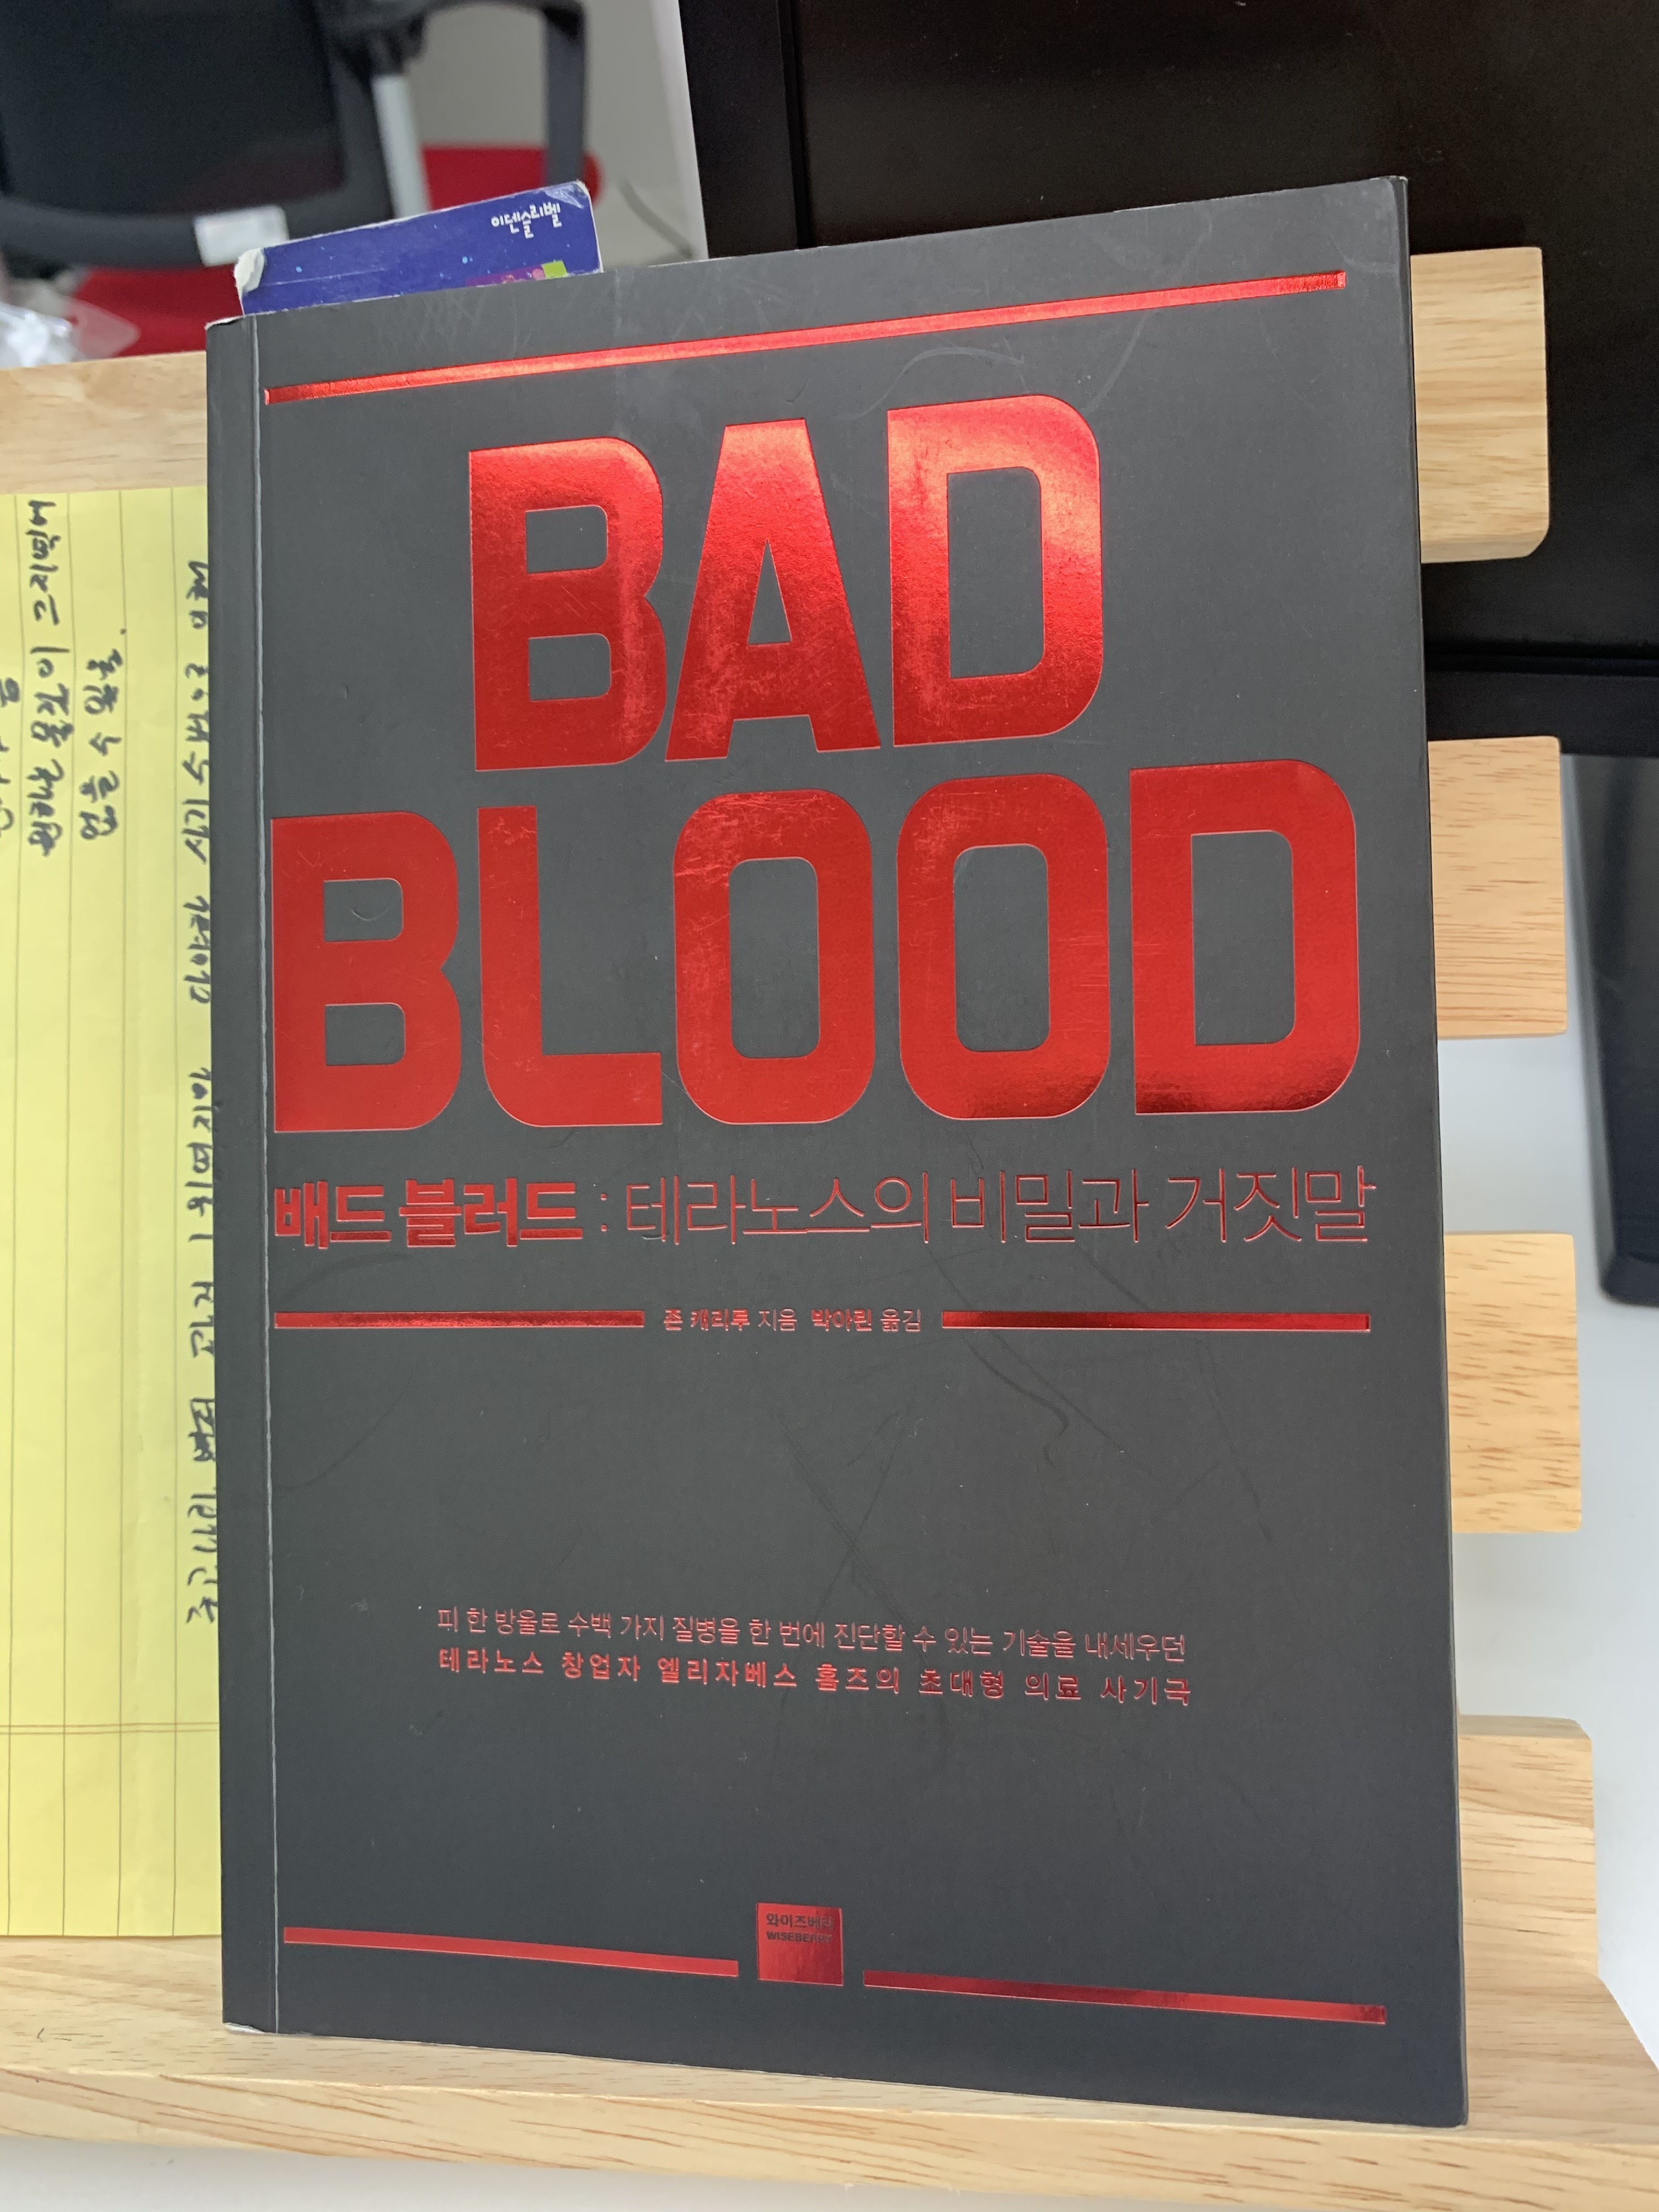 이덴슬리벨
BAD
BLOOD
배드 블러드 : 테라노스의 비밀과 거짓말
존 캐리루 지음 박아린 옮김
피 한 방울로 수백 가지 질병을 한 번에 진단할 수 있는 기술을 내세우던
테라노스 창업자 엘리자베스 홈즈의 초대형 의료 사기극
와이즈베리
WISEBERRY